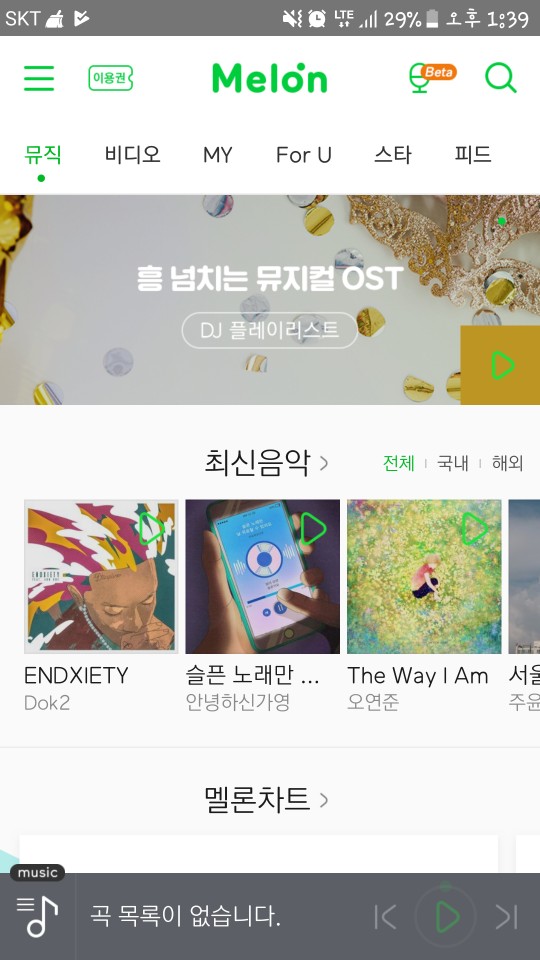 SKT LTE 29% 오후 1:39
이용권 Melon Beta
뮤직 비디오 MY For U 스타 피드
흥 넘치는 뮤지컬 OST
DJ 플레이리스트
최신음악 > 전체 국내 해외
ENDXIETY
ENDXIETY 슬픈 노래만 ... The Way I Am 서울
Dok2 안녕하신가영 오연준 주윤
멜론차트 >
music
곡 목록이 없습니다.